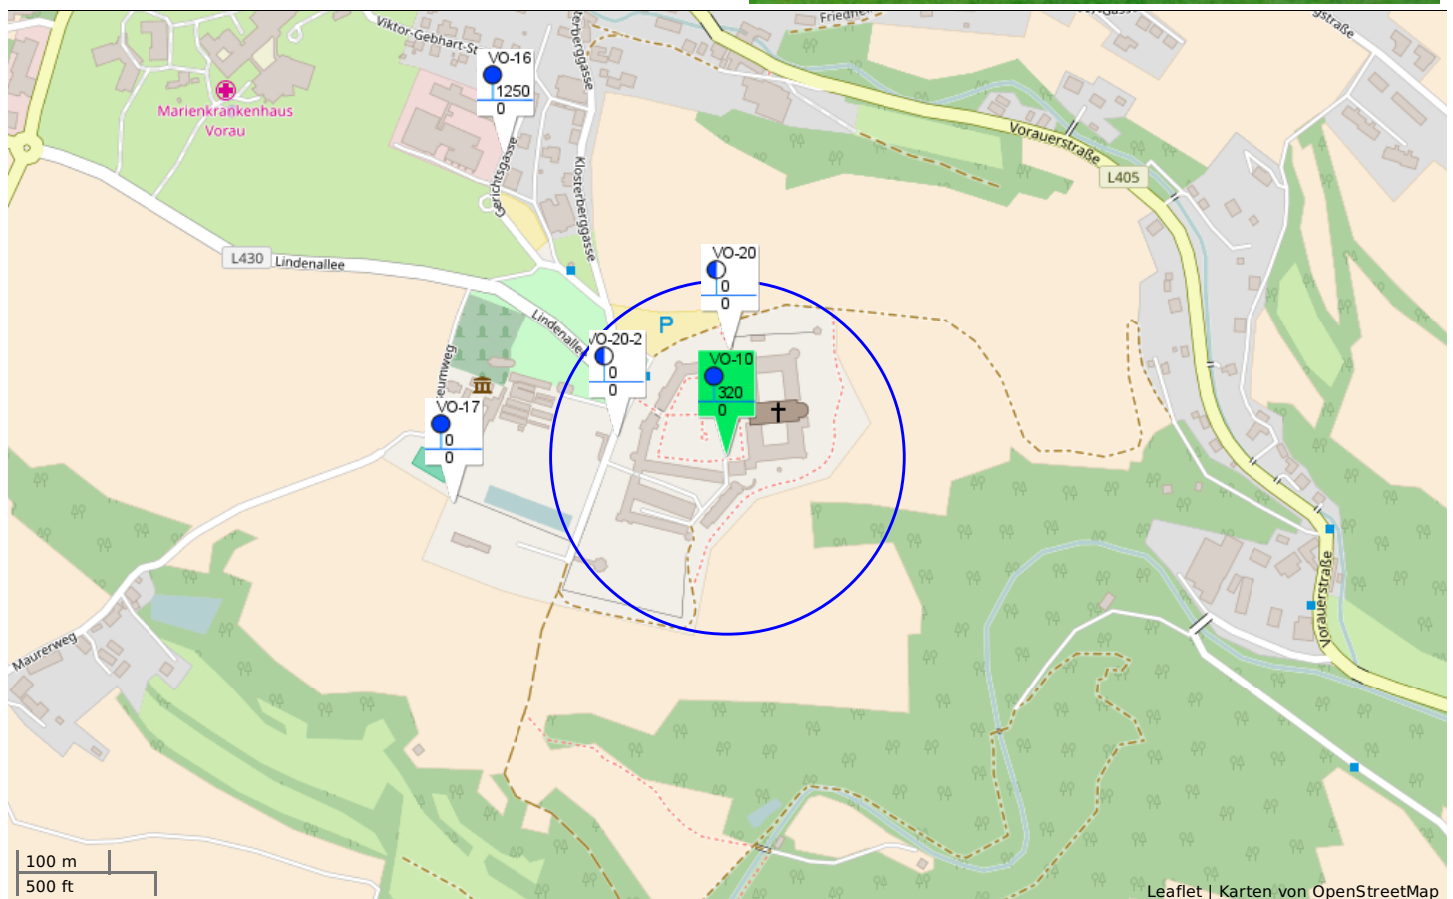 Viktor-Gebhart-St
Friedh
gstraße
VO-16
1250
0
Marienkrankenhaus
Vorau
Gerichtsgasse
Klosterberggasse
Vorauerstraße
L405
L430
Lindenallee
VO-20
0
0
P
Lindenallee
VO-20-2
0
0
VO-10
320
0
VO-17
0
0
Maurerweg
Vorauerstraße
100 m
500 ft
Leaflet | Karten von OpenStreetMap